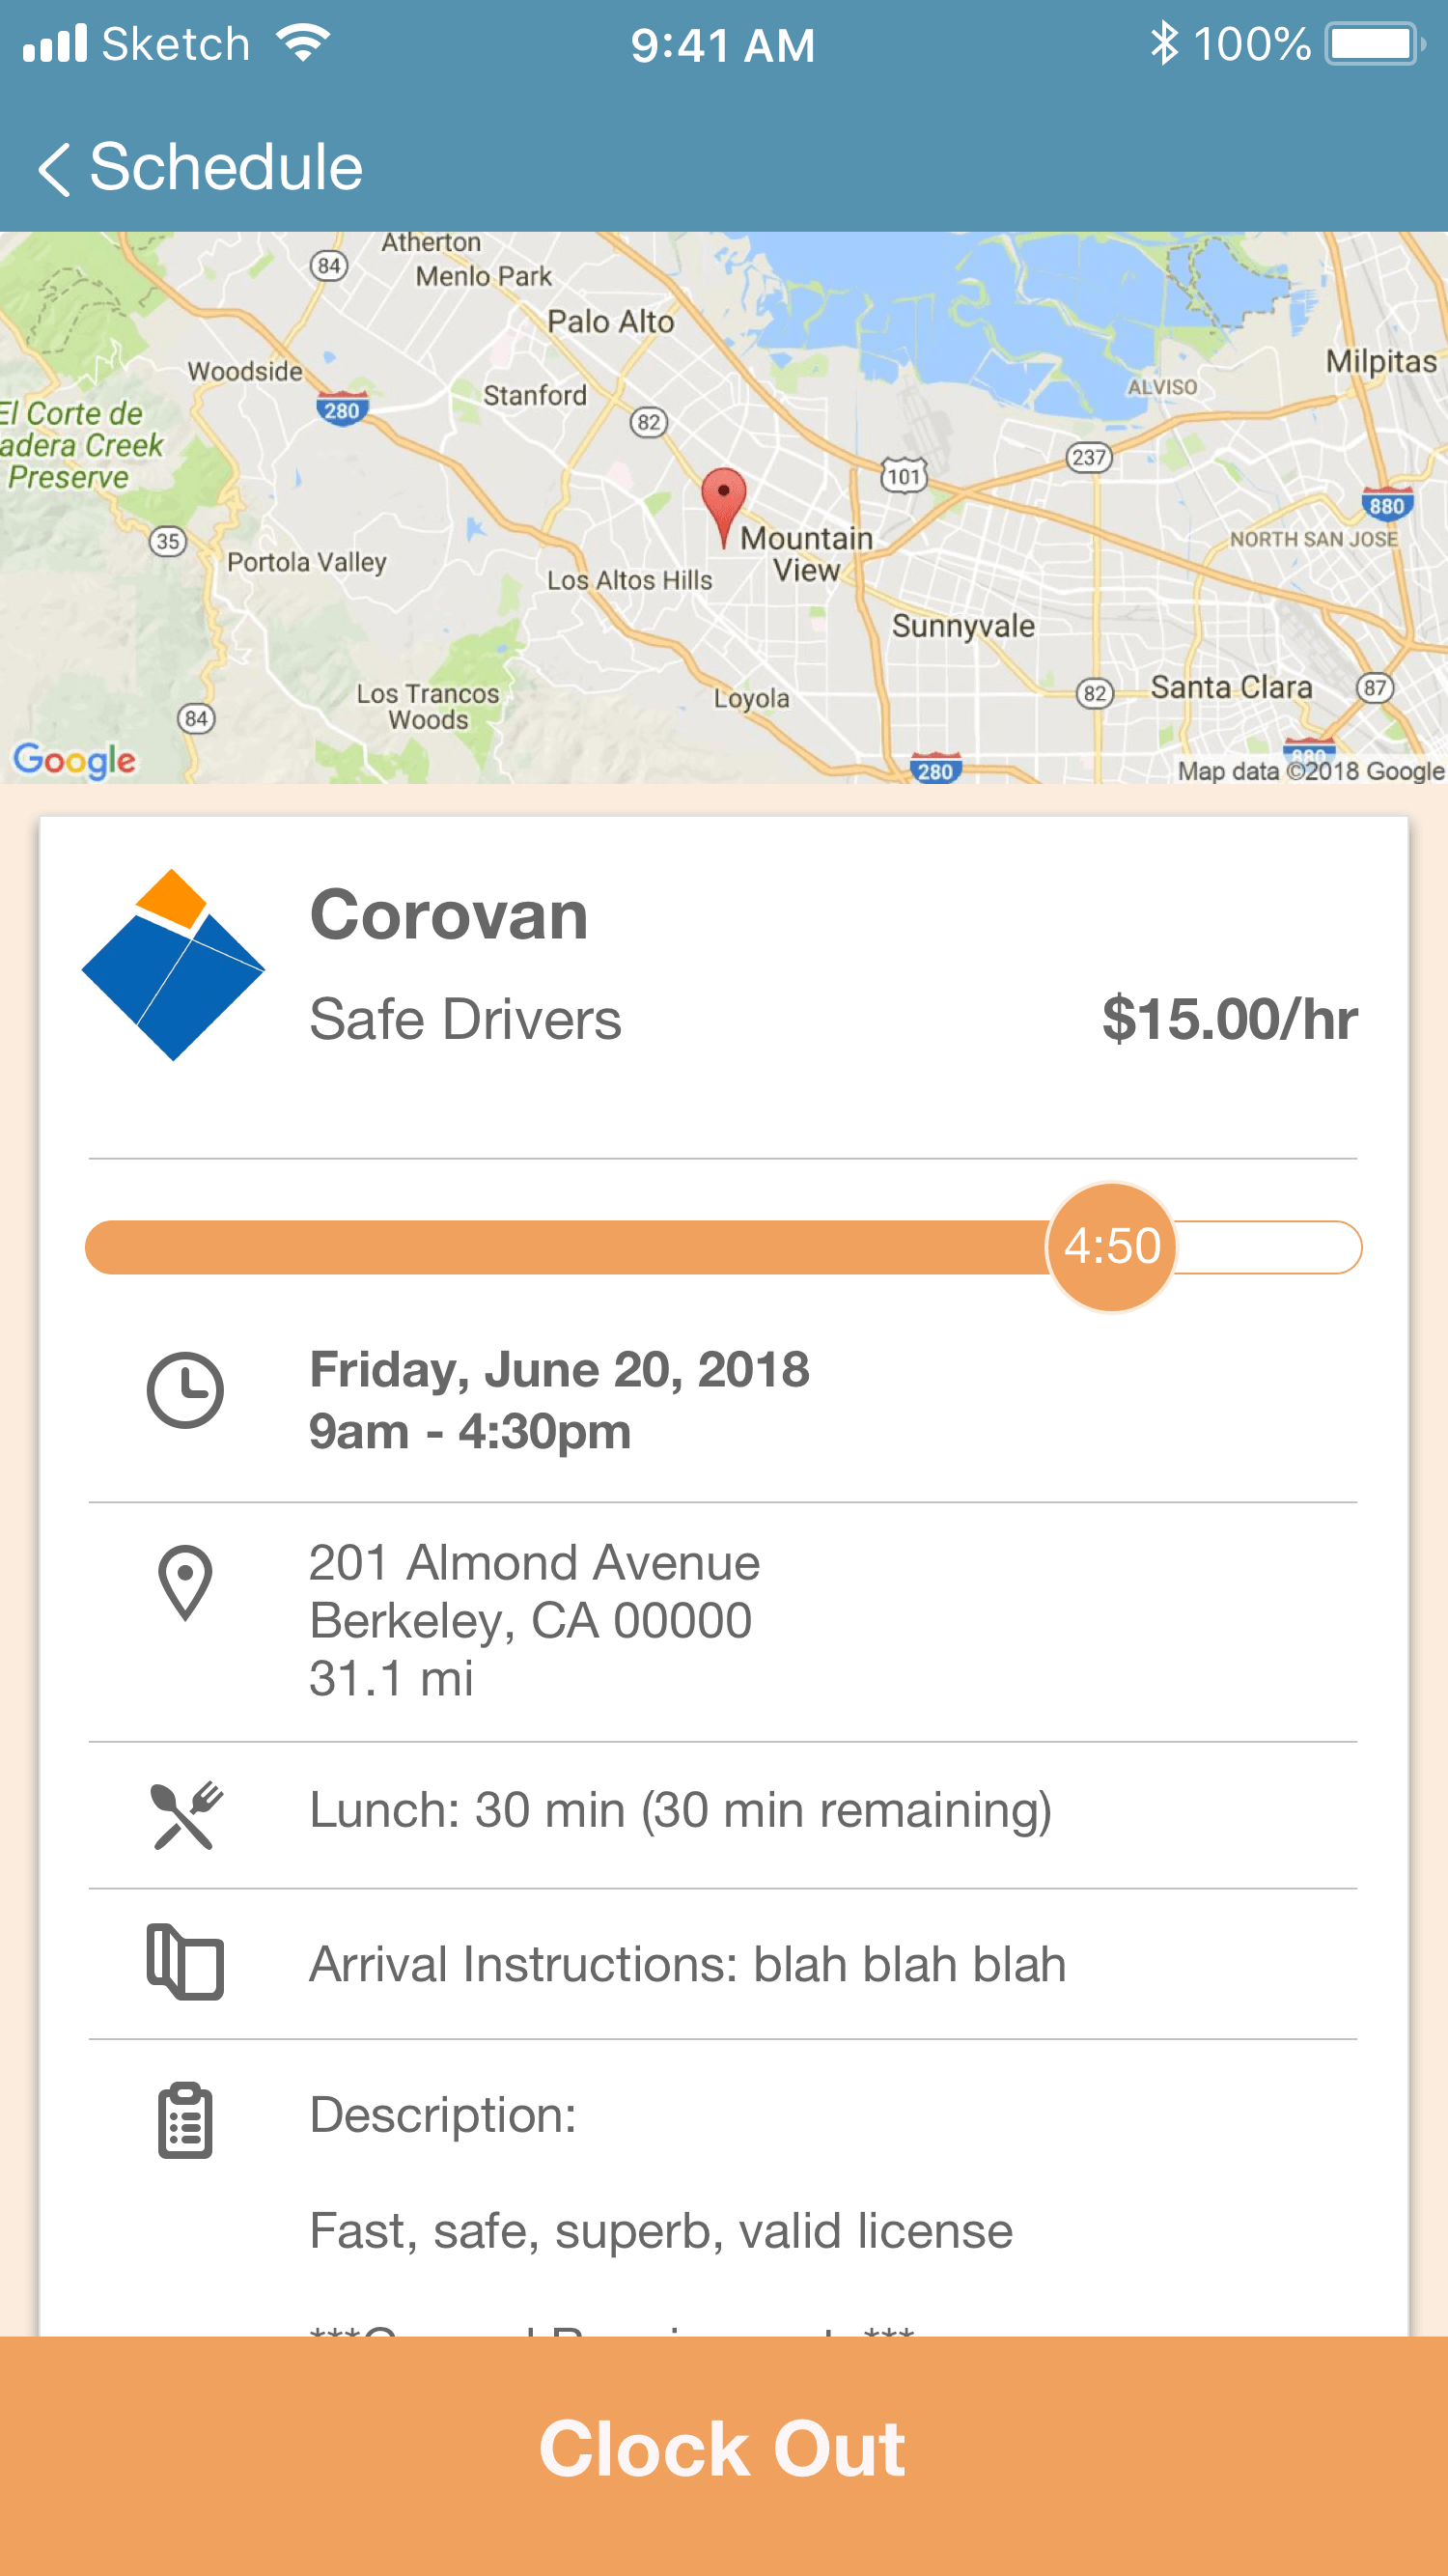 Sketch
9:41 AM
100%
Schedule
Atherton
84
Menlo Park
Palo Alto
Woodside
Milpitas
ALVISO
Stanford
280
El Corte de
adera Creek
Preserve
82
237
101
880
35
Mountain
View
NORTH SAN JOSE
Portola Valley
Los Altos Hills
Sunnyvale
Los Trancos
Woods
Loyola
82
Santa Clara
87
84
Google
280
880
Map data ©2018 Google
Corovan
Safe Drivers
$15.00/hr
4:50
Friday, June 20, 2018
9am - 4:30pm
201 Almond Avenue
Berkeley, CA 00000
31.1 mi
Lunch: 30 min (30 min remaining)
Arrival Instructions: blah blah blah
Description:
Fast, safe, superb, valid license
Clock Out